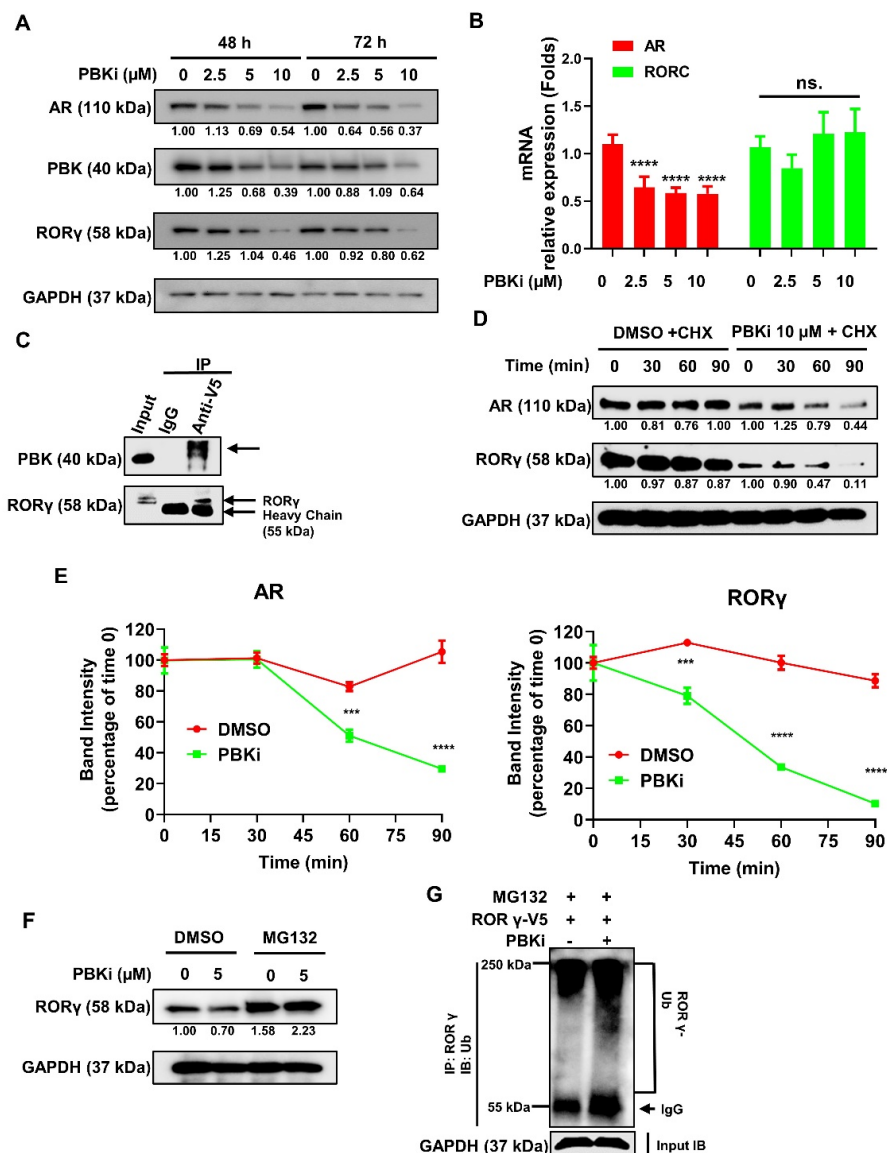 A
48 h 72 h
PBKi (µM) 0 2.5 5 10 0 2.5 5 10
AR (110 kDa)
1.00 1.13 0.69 0.54 1.00 0.64 0.56 0.37
PBK (40 kDa)
1.00 1.25 0.68 0.39 1.00 0.88 1.09 0.64
RORγ (58 kDa)
1.00 1.25 1.04 0.46 1.00 0.92 0.80 0.62
GAPDH (37 kDa)
B
AR
RORC
mRNA
relative expression (Folds)
2.0
1.5
1.0
0.5
0.0
**** **** ****
ns.
PBKi (µM) 0 2.5 5 10 0 2.5 5 10
C
IP
Input IgG Anti-V5
PBK (40 kDa)
RORγ (58 kDa)
RORγ
Heavy Chain
(55 kDa)
D
DMSO +CHX PBKi 10 µM + CHX
Time (min) 0 30 60 90 0 30 60 90
AR (110 kDa)
1.00 0.81 0.76 1.00 1.00 1.25 0.79 0.44
RORγ (58 kDa)
1.00 0.97 0.87 0.87 1.00 0.90 0.47 0.11
GAPDH (37 kDa)
E
AR
Band Intensity
(percentage of time 0)
120
100
80
60
40
20
0
***
****
DMSO
PBKi
0 15 30 45 60 75 90
Time (min)
RORγ
Band Intensity
(percentage of time 0)
120
100
80
60
40
20
0
***
****
****
DMSO
PBKi
0 15 30 45 60 75 90
Time (min)
F
DMSO MG132
PBKi (µM) 0 5 0 5
RORγ (58 kDa)
1.00 0.70 1.58 2.23
GAPDH (37 kDa)
G
MG132 + +
ROR γ-V5 + +
PBKi - +
250 kDa
IP: ROR γ
IB: Ub
ROR γ-
Ub
55 kDa
IgG
GAPDH (37 kDa)
Input IB